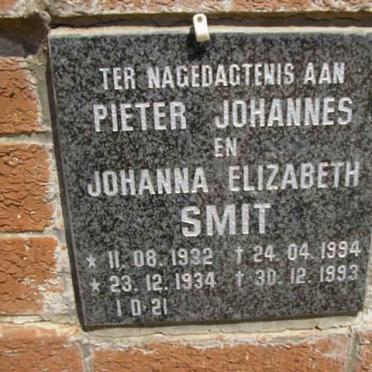 TER NAGEDAGTENIS AAN
PIETER JOHANNES
EN
JOHANNA ELIZABETH
SMIT
* 11. 08. 1932 † 24. 04. 1994
* 23. 12. 1934 † 30. 12. 1993
1 D 21